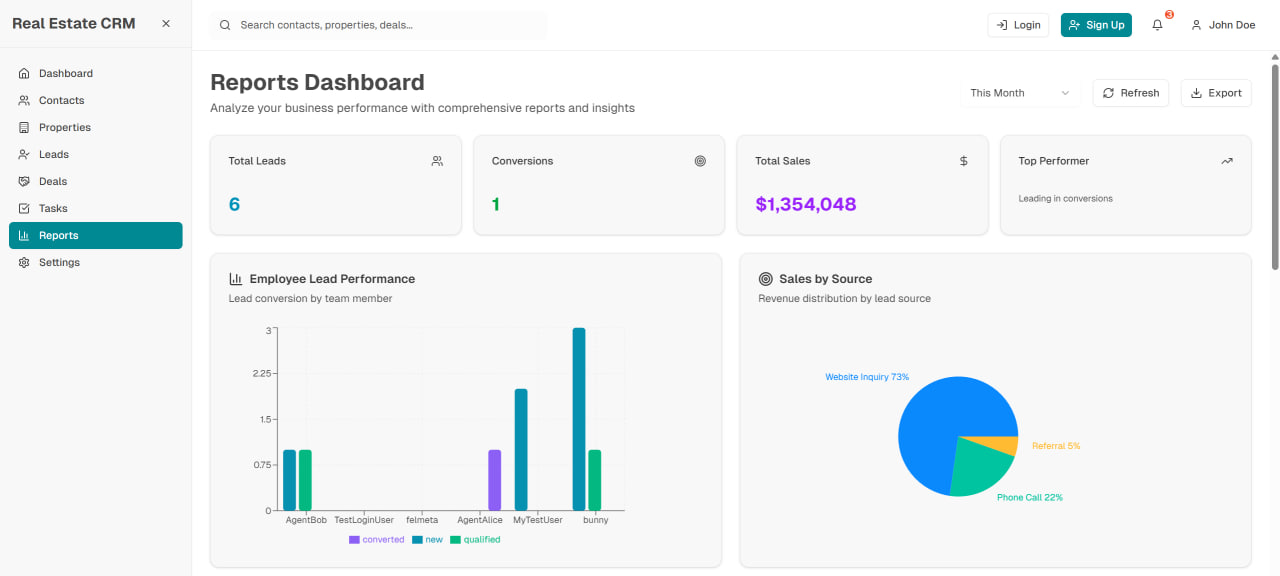 Real Estate CRM
Search contacts, properties, deals...
Login
Sign Up
3
John Doe
Dashboard
Contacts
Properties
Leads
Deals
Tasks
Reports
Settings
Reports Dashboard
Analyze your business performance with comprehensive reports and insights
This Month
Refresh
Export
Total Leads
6
Conversions
1
Total Sales
$
$1,354,048
Top Performer
Leading in conversions
Employee Lead Performance
Lead conversion by team member
3
2.25
1.5
0.75
0
AgentBob TestLoginUser felmeta AgentAlice MyTestUser bunny
converted new qualified
Sales by Source
Revenue distribution by lead source
Website Inquiry 73%
Referral 5%
Phone Call 22%